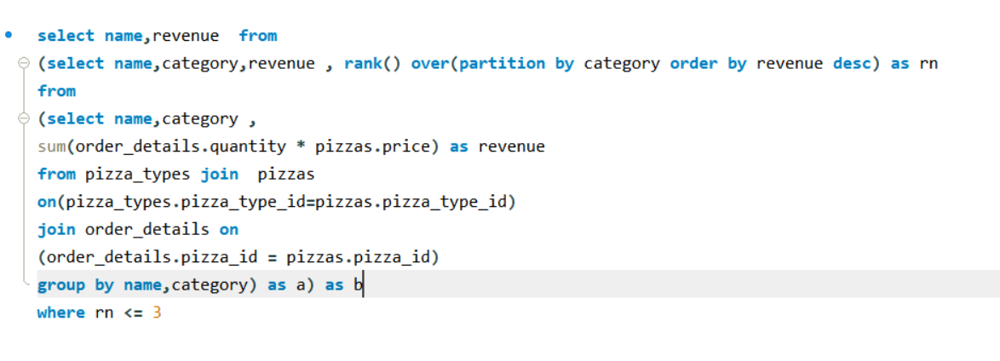 select name,revenue  from
(select name,category,revenue , rank() over(partition by category order by revenue desc) as rn
from
(select name,category ,
sum(order_details.quantity * pizzas.price) as revenue
from pizza_types join  pizzas
on(pizza_types.pizza_type_id=pizzas.pizza_type_id)
join order_details on
(order_details.pizza_id = pizzas.pizza_id)
group by name,category) as a) as b
where rn <= 3